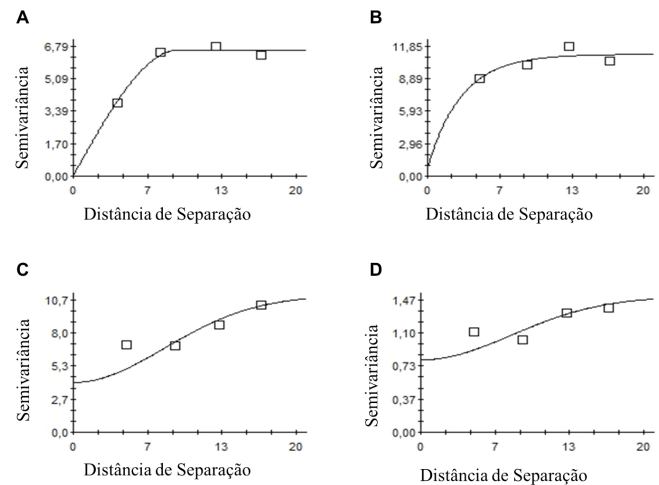 A
Semivariância
6,79
5,09
3,39
1,70
0,00
0 7 13 20
Distância de Separação
B
Semivariância
11,85
8,89
5,93
2,96
0,00
0 7 13 20
Distância de Separação
C
Semivariância
10,7
8,0
5,3
2,7
0,0
0 7 13 20
Distância de Separação
D
Semivariância
1,47
1,10
0,73
0,37
0,00
0 7 13 20
Distância de Separação